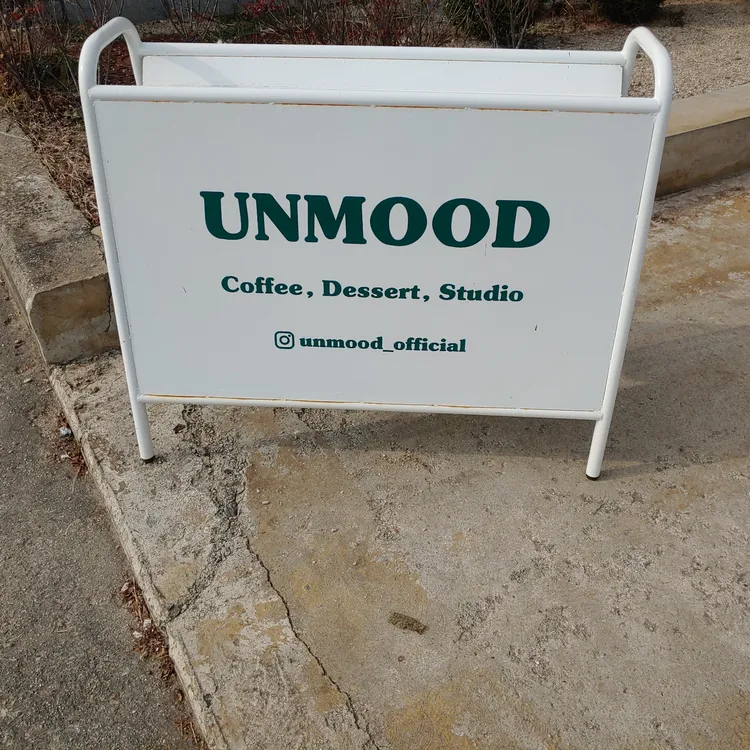 UNMOOD
Coffee, Dessert, Studio
unmood_official